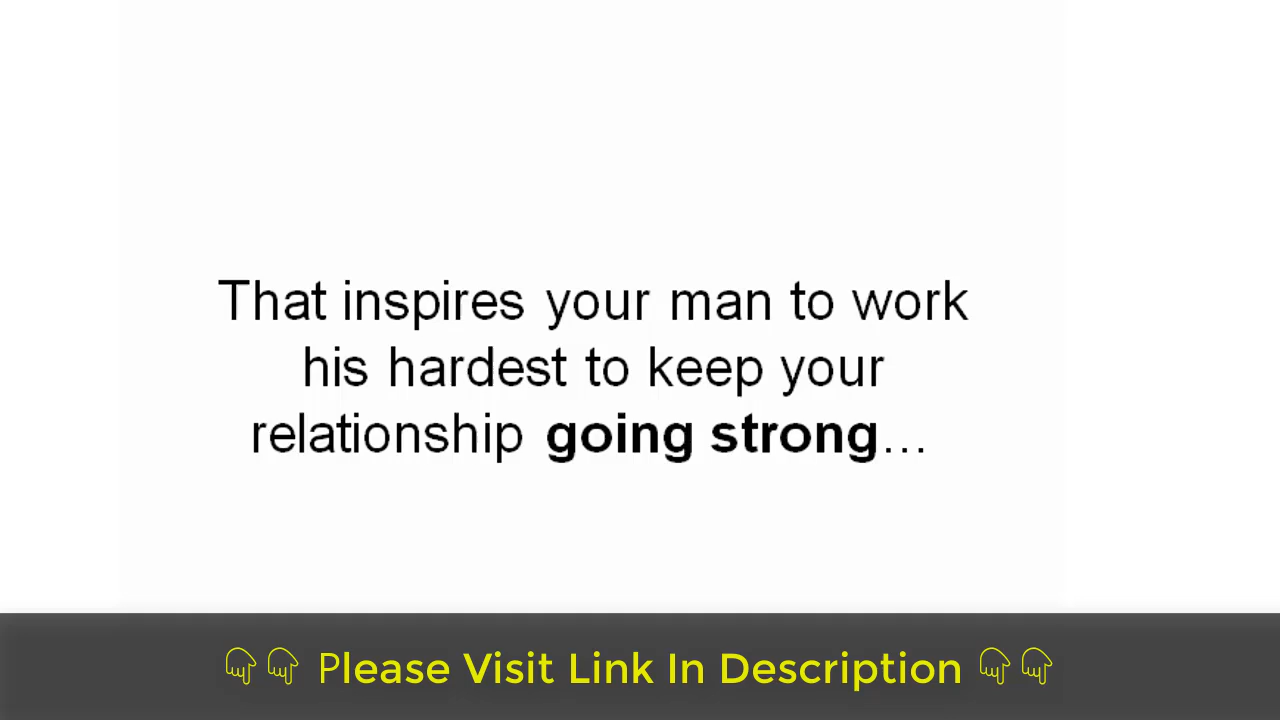 That inspires your man to work
his hardest to keep your
relationship going strong...
Please Visit Link In Description